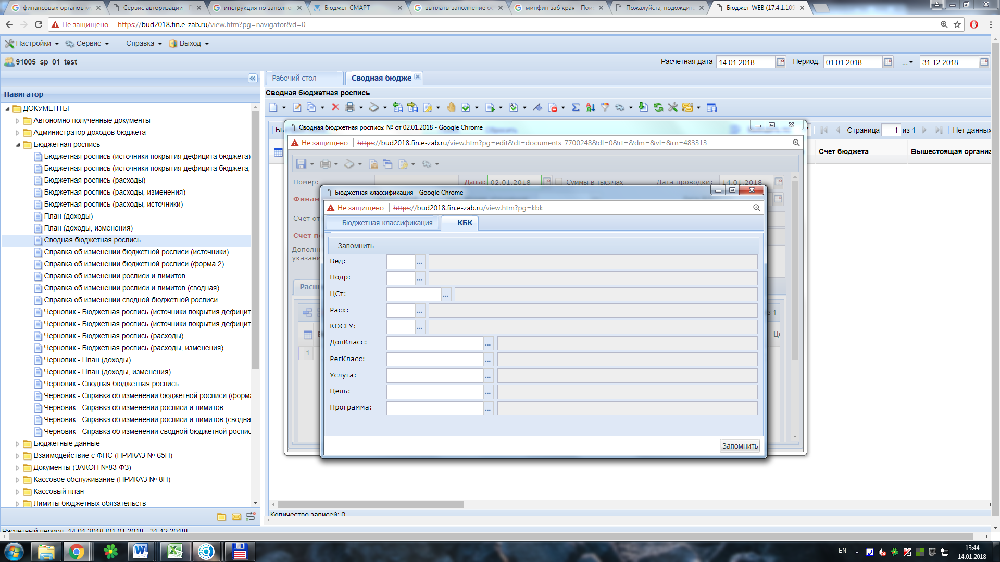 финансовых органов м
Сервис авторизации - Г
инструкция по заполне
Бюджет-СМАРТ
выплаты заполнение ос
минфин заб края - Пои
Пожалуйста, подождите
Бюджет-WEB (17.4.1.109
Не защищено https://bud2018.fin.e-zab.ru/view.htm?pg=navigator&d=0
Настройки Сервис Справка Выход
91005_sp_01_test
Расчетная дата 14.01.2018 Период: 01.01.2018 ... 31.12.2018
Рабочий стол Сводная бюдже
Навигатор
Сводная бюджетная роспись
ДОКУМЕНТЫ
Автономно полученные документы
Администратор доходов бюджета
Бюджетная роспись
Бюджетная роспись (источники покрытия дефицита бюджета)
Бюджетная роспись (источники покрытия дефицита бюджета,
Бюджетная роспись (расходы)
Бюджетная роспись (расходы, изменения)
Бюджетная роспись (расходы, источники)
План (доходы)
План (доходы, изменения)
Сводная бюджетная роспись
Справка об изменении бюджетной росписи (источники)
Справка об изменении бюджетной росписи (форма 2)
Справка об изменении росписи и лимитов
Справка об изменении росписи и лимитов (сводная)
Справка об изменении сводной бюджетной росписи
Черновик - Бюджетная роспись (источники покрытия дефицит
Черновик - Бюджетная роспись (источники покрытия дефицит
Черновик - Бюджетная роспись (расходы)
Черновик - Бюджетная роспись (расходы, изменения)
Черновик - План (доходы)
Черновик - План (доходы, изменения)
Черновик - Сводная бюджетная роспись
Черновик - Справка об изменении бюджетной росписи (форма
Черновик - Справка об изменении росписи и лимитов
Черновик - Справка об изменении росписи и лимитов (сводна
Черновик - Справка об изменении сводной бюджетной роспис
Бюджетные данные
Взаимодействие с ФНС (ПРИКАЗ № 65Н)
Документы (ЗАКОН №83-ФЗ)
Кассовое обслуживание (ПРИКАЗ № 8Н)
Кассовый план
Лимиты бюджетных обязательств
Страница 1 из 1 Нет данных
Счет бюджета Вышестоящая органи
Сводная бюджетная роспись: № от 02.01.2018 - Google Chrome
Не защищено https://bud2018.fin.e-zab.ru/view.htm?pg=edit&dt=documents_7700248&dl=0&rt=&dm=&vl=&rn=483313
Номер: Дата: 02.01.2018 Суммы в тысячах Дата проводки: 14.01.2018
Финан
Счет от
Счет по
Дополн
указани
Расш
з 1
1
Бюджетная классификация - Google Chrome
Не защищено https://bud2018.fin.e-zab.ru/view.htm?pg=kbk
Бюджетная классификация КБК
Запомнить
Вед: ...
Подр: ...
ЦСт: ...
Расх: ...
КОСГУ: ...
ДопКласс: ...
РегКласс: ...
Услуга: ...
Цель: ...
Программа: ...
Запомнить
Количество записей: 0
Расчетный период: 14.01.2018 [01.01.2018 - 31.12.2018]
EN
13:44
14.01.2018